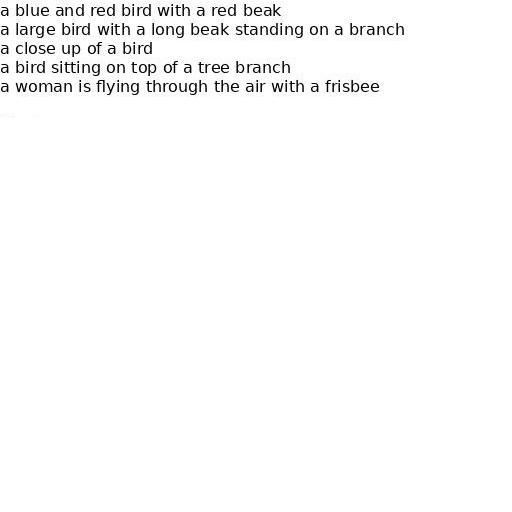 a blue and red bird with a red beak
a large bird with a long beak standing on a branch
a close up of a bird
a bird sitting on top of a tree branch
a woman is flying through the air with a frisbee